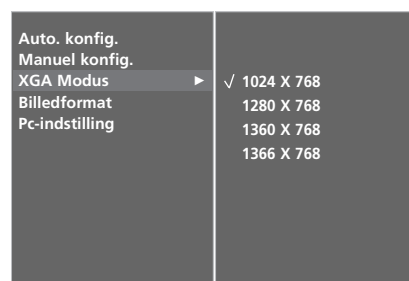 Auto. konfig.
Manuel konfig.
XGA Modus ►
Billedformat
Pc-indstilling
√ 1024 X 768
1280 X 768
1360 X 768
1366 X 768